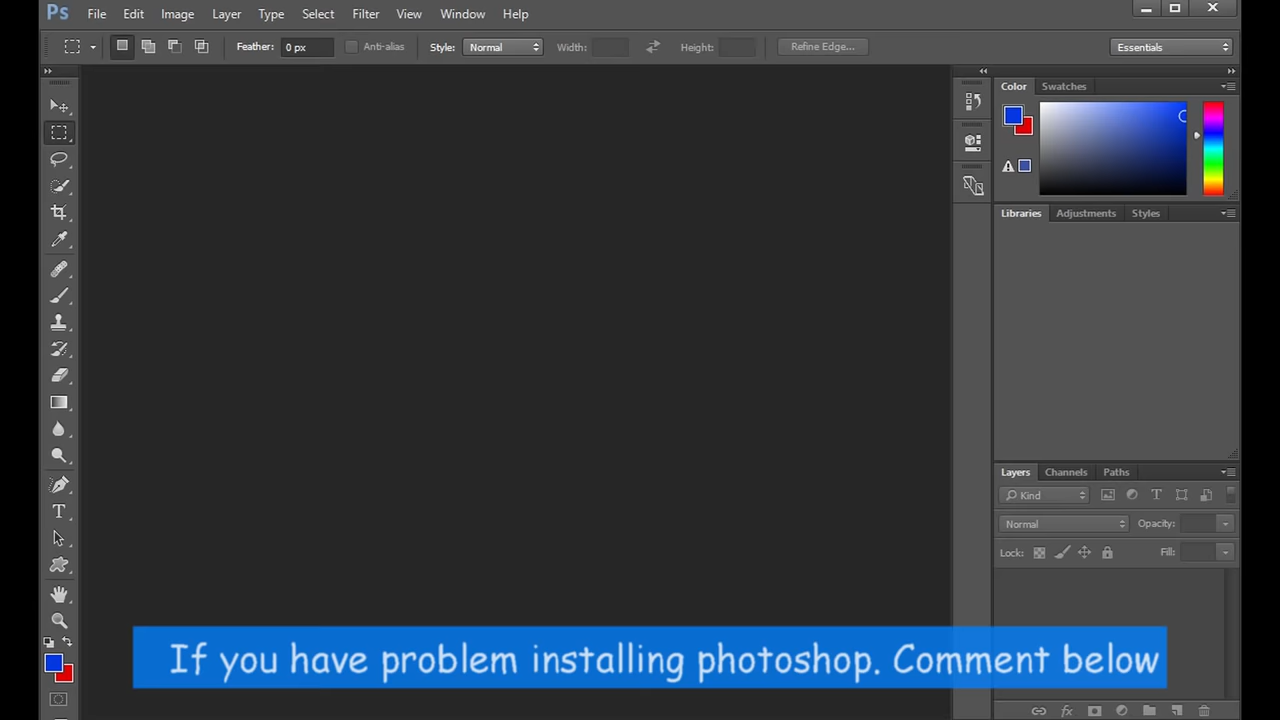 Ps File Edit Image Layer Type Select Filter View Window Help
Feather: 0 px Anti-alias Style: Normal Width: Height: Refine Edge... Essentials
Color Swatches
Libraries Adjustments Styles
Layers Channels Paths
Kind
Normal Opacity:
Lock: Fill:
If you have problem installing photoshop. Comment below